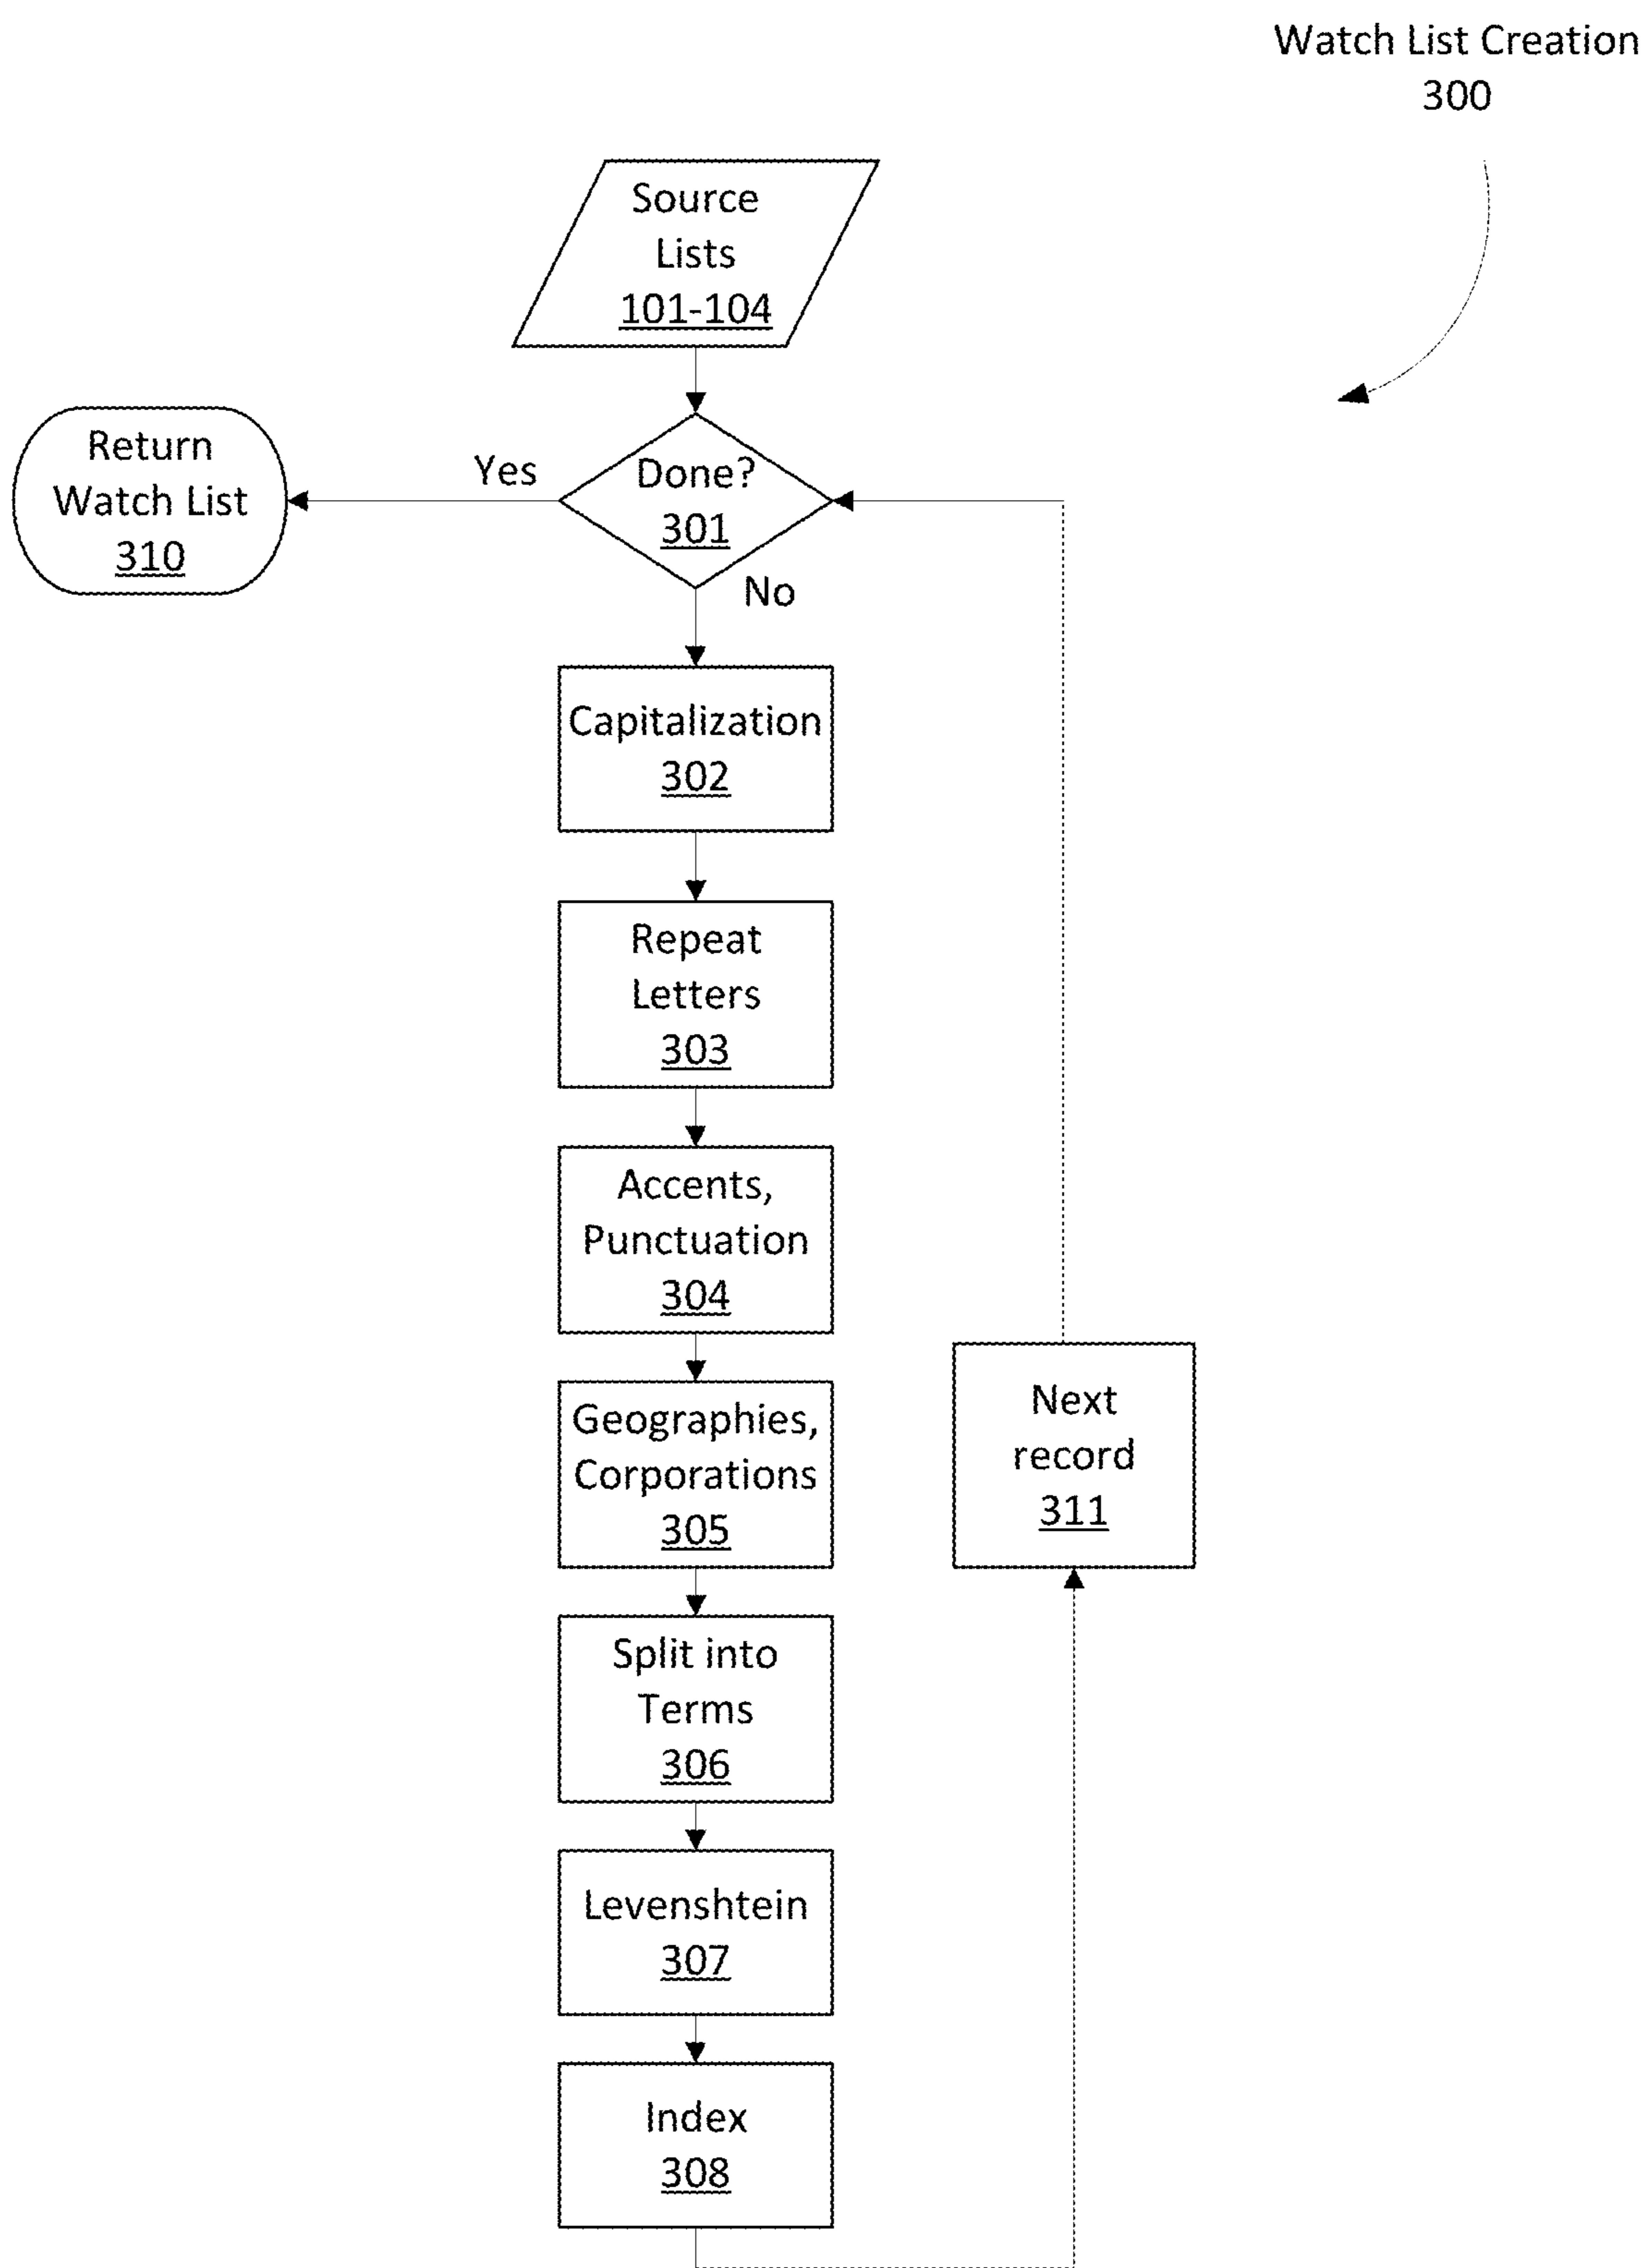 Watch List Creation
300
Source
Lists
101-104
Return
Watch List
310
Yes
Done?
301
No
Capitalization
302
Repeat
Letters
303
Accents,
Punctuation
304
Geographies,
Corporations
305
Next
record
311
Split into
Terms
306
Levenshtein
307
Index
308